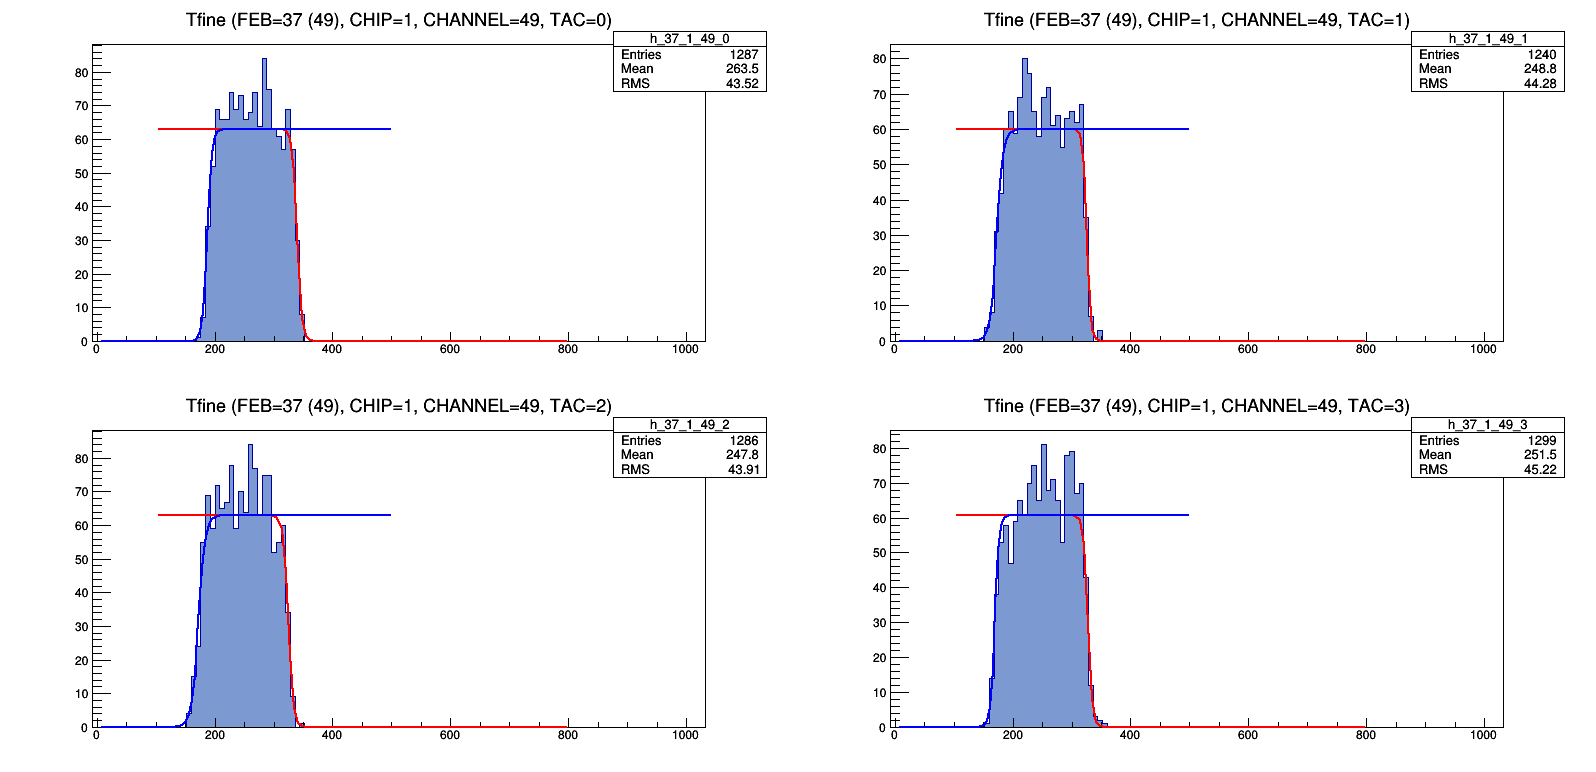 Tfine (FEB=37 (49), CHIP=1, CHANNEL=49, TAC=0)
h_37_1_49_0
Entries 1287
Mean 263.5
RMS 43.52
80
70
60
50
40
30
20
10
0
0 200 400 600 800 1000
Tfine (FEB=37 (49), CHIP=1, CHANNEL=49, TAC=1)
h_37_1_49_1
Entries 1240
Mean 248.8
RMS 44.28
80
70
60
50
40
30
20
10
0
0 200 400 600 800 1000
Tfine (FEB=37 (49), CHIP=1, CHANNEL=49, TAC=2)
h_37_1_49_2
Entries 1286
Mean 247.8
RMS 43.91
80
70
60
50
40
30
20
10
0
0 200 400 600 800 1000
Tfine (FEB=37 (49), CHIP=1, CHANNEL=49, TAC=3)
h_37_1_49_3
Entries 1299
Mean 251.5
RMS 45.22
80
70
60
50
40
30
20
10
0
0 200 400 600 800 1000